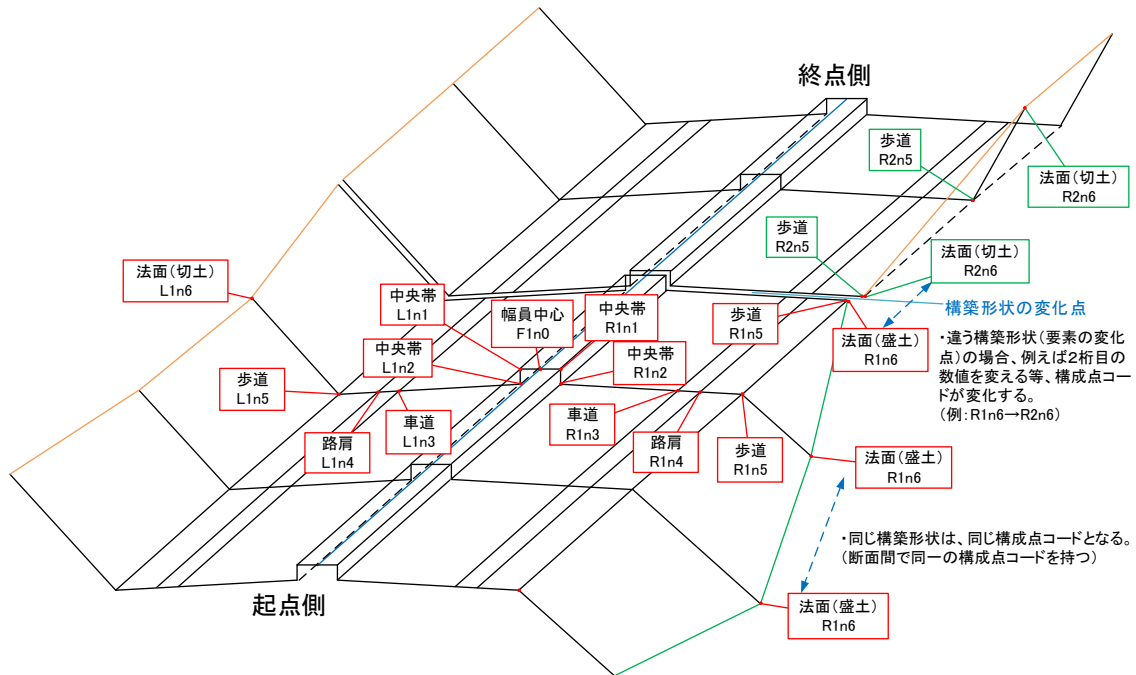 終点側
歩道
R2n5
法面(切土)
R2n6
歩道
R2n5
法面(切土)
R2n6
法面(切土)
L1n6
中央帯
L1n1
幅員中心
F1n0
中央帯
R1n1
歩道
R1n5
構築形状の変化点
法面(盛土)
R1n6
・違う構築形状(要素の変化
点)の場合、例えば2桁目の
数値を変える等、構成点コー
ドが変化する。
(例:R1n6→R2n6)
中央帯
L1n2
中央帯
R1n2
歩道
L1n5
路肩
L1n4
車道
L1n3
車道
R1n3
路肩
R1n4
歩道
R1n5
法面(盛土)
R1n6
・同じ構築形状は、同じ構成点コードとなる。
(断面間で同一の構成点コードを持つ)
法面(盛土)
R1n6
起点側